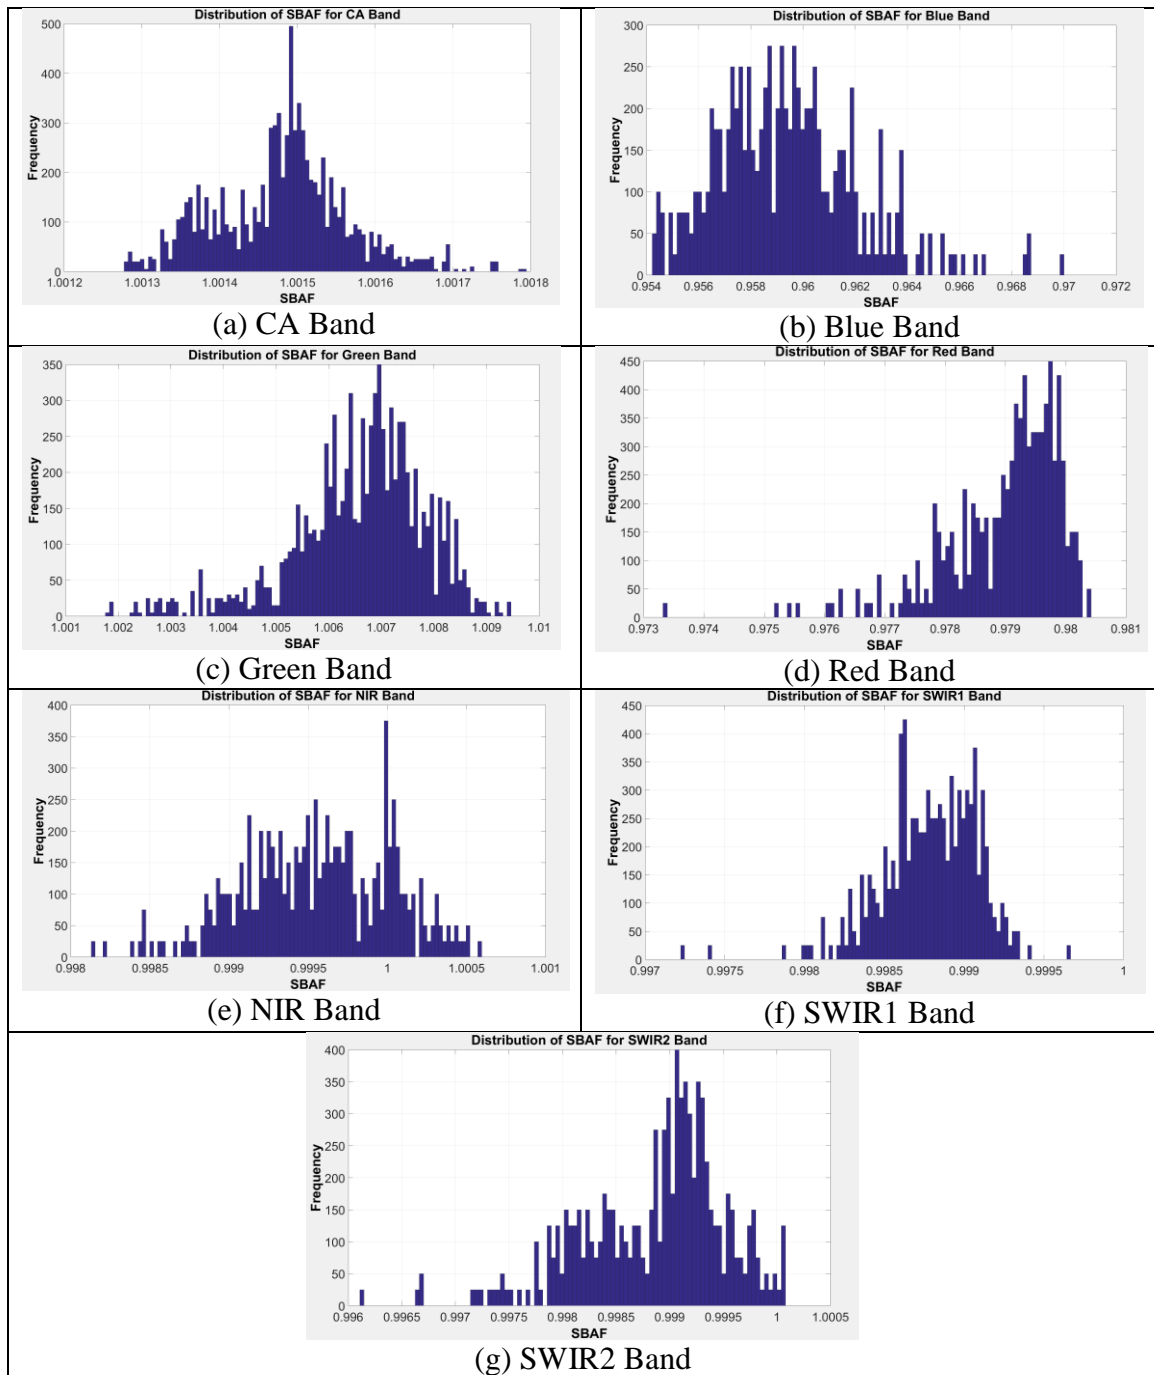 Distribution of SBAF for CA Band
500
400
300
200
100
0
Frequency
1.0012 1.0013 1.0014 1.0015 1.0016 1.0017 1.0018
SBAF
(a) CA Band
Distribution of SBAF for Blue Band
300
250
200
150
100
50
0
Frequency
0.954 0.956 0.958 0.96 0.962 0.964 0.966 0.968 0.97 0.972
SBAF
(b) Blue Band
Distribution of SBAF for Green Band
350
300
250
200
150
100
50
0
Frequency
1.001 1.002 1.003 1.004 1.005 1.006 1.007 1.008 1.009 1.01
SBAF
(c) Green Band
Distribution of SBAF for Red Band
450
400
350
300
250
200
150
100
50
0
Frequency
0.973 0.974 0.975 0.976 0.977 0.978 0.979 0.98 0.981
SBAF
(d) Red Band
Distribution of SBAF for NIR Band
400
350
300
250
200
150
100
50
0
Frequency
0.998 0.9985 0.999 0.9995 1 1.0005 1.001
SBAF
(e) NIR Band
Distribution of SBAF for SWIR1 Band
450
400
350
300
250
200
150
100
50
0
Frequency
0.997 0.9975 0.998 0.9985 0.999 0.9995 1
SBAF
(f) SWIR1 Band
Distribution of SBAF for SWIR2 Band
400
350
300
250
200
150
100
50
0
Frequency
0.996 0.9965 0.997 0.9975 0.998 0.9985 0.999 0.9995 1 1.0005
SBAF
(g) SWIR2 Band